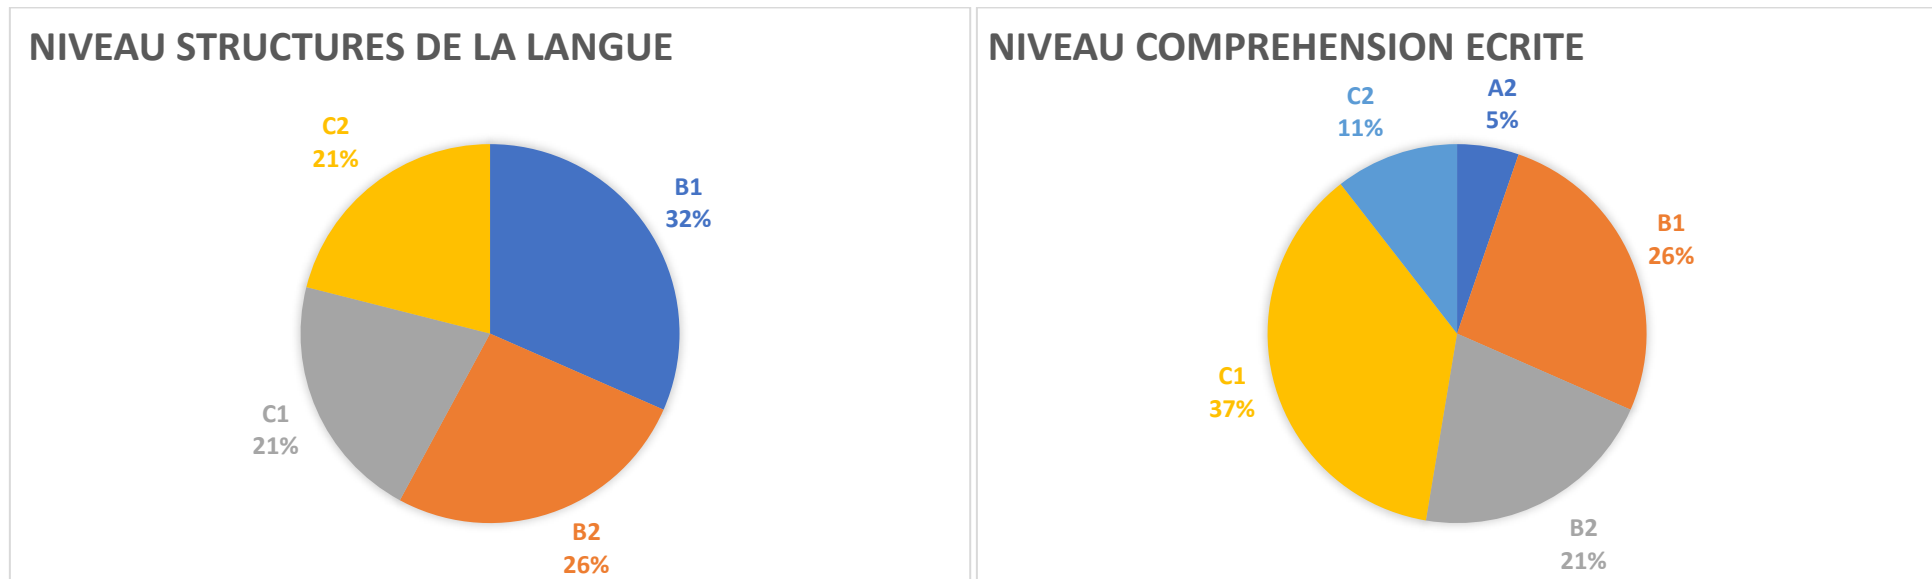 NIVEAU STRUCTURES DE LA LANGUE
C2
21%
B1
32%
C1
21%
B2
26%
NIVEAU COMPREHENSION ECRITE
A2
5%
C2
11%
B1
26%
C1
37%
B2
21%